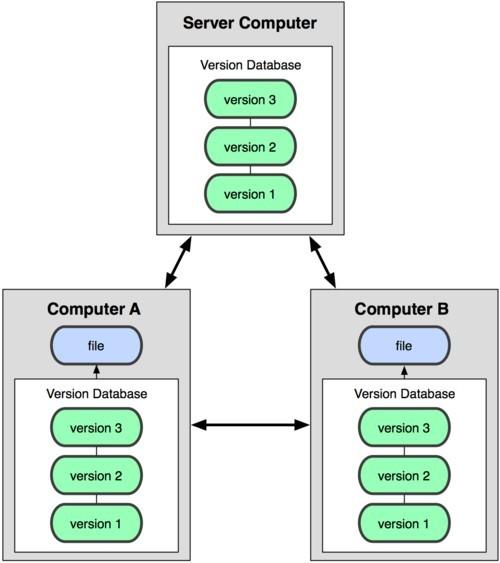 Server Computer
Version Database
version 3
version 2
version 1
Computer A
file
Version Database
version 3
version 2
version 1
Computer B
file
Version Database
version 3
version 2
version 1